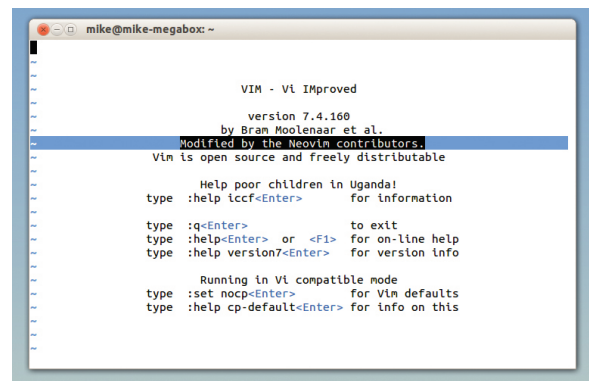 mike@mike-megabox: ~
~
~
~ VIM - Vi IMproved
~
~ version 7.4.160
~ by Bram Moolenaar et al.
~ Modified by the Neovim contributors.
~ Vim is open source and freely distributable
~
~ Help poor children in Uganda!
~ type :help iccf<Enter> for information
~
~ type :q<Enter> to exit
~ type :help<Enter> or <F1> for on-line help
~ type :help version7<Enter> for version info
~
~ Running in Vi compatible mode
~ type :set nocp<Enter> for Vim defaults
~ type :help cp-default<Enter> for info on this
~
~
~